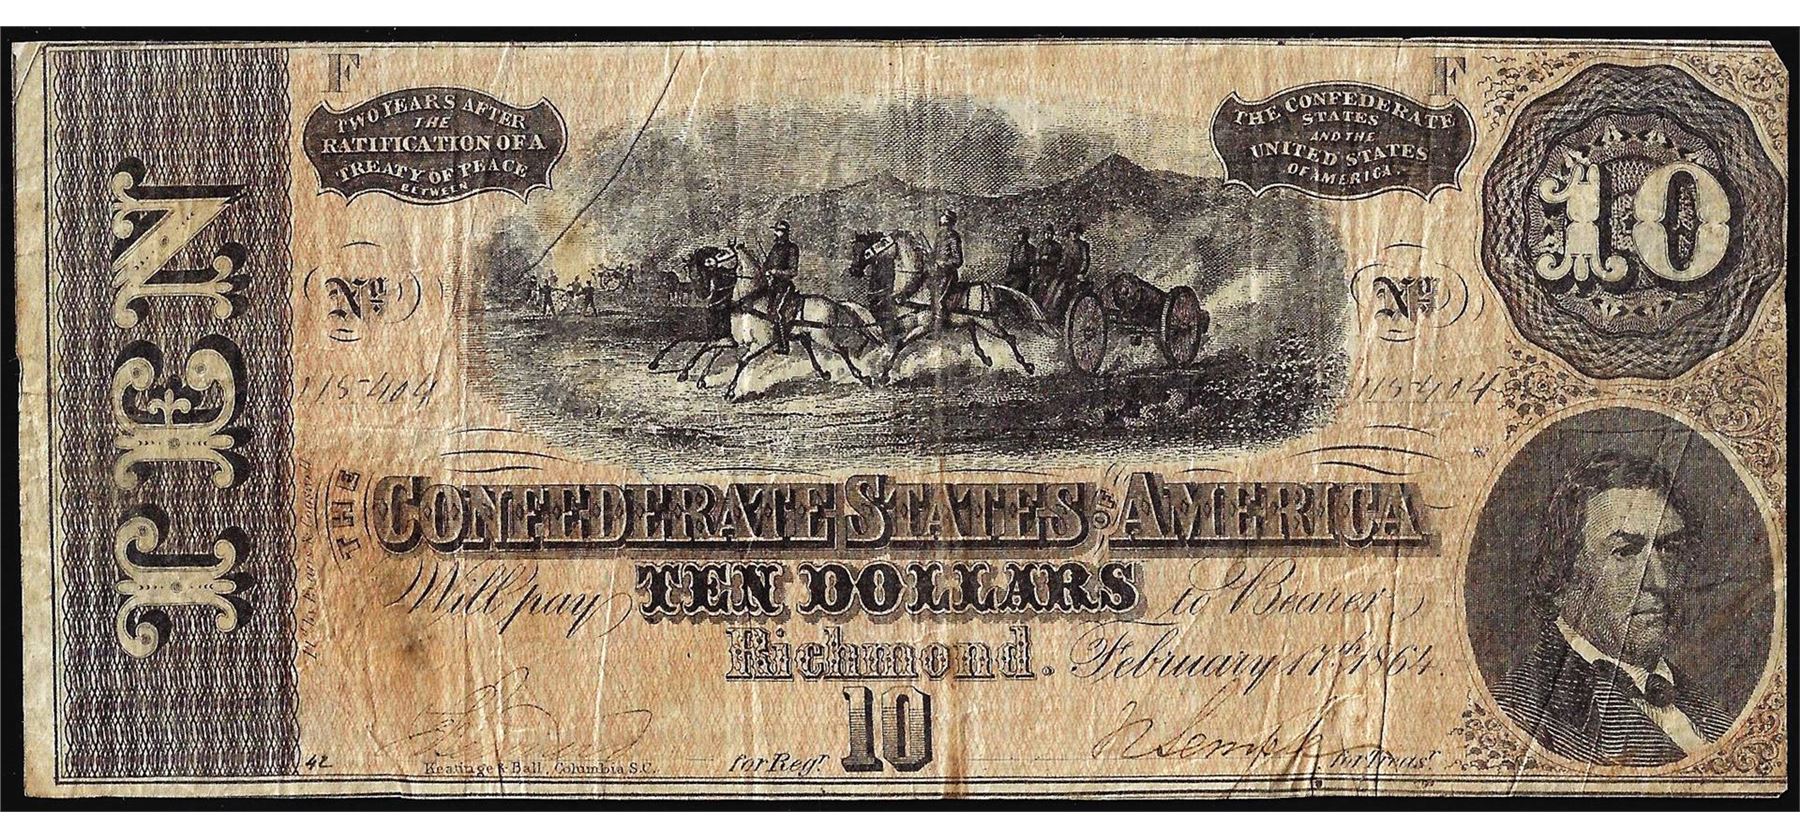 F
F
TWO YEARS AFTER
THE
RATIFICATION OF A
TREATY OF PEACE
BETWEEN
THE CONFEDERATE
STATES
AND THE
UNITED STATES
OF AMERICA.
10
TEN
No
No
115404
115404
THE CONFEDERATE STATES OF AMERICA
Will pay TEN DOLLARS to Bearer
Richmond. February 17th 1864.
10
for Regr
for Treasr
42
Keatinge & Ball, Columbia S.C.